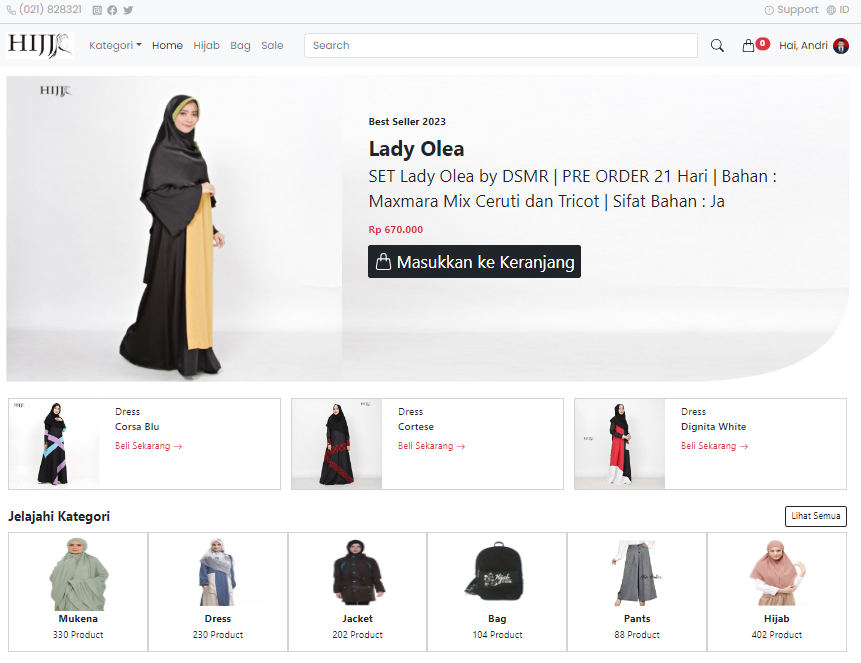 (021) 828321
Support
ID
HIJJ
Kategori
Home
Hijab
Bag
Sale
Search
0
Hai, Andri
HIJJ
Best Seller 2023
Lady Olea
SET Lady Olea by DSMR | PRE ORDER 21 Hari | Bahan :
Maxmara Mix Ceruti dan Tricot | Sifat Bahan : Ja
Rp 670.000
Masukkan ke Keranjang
Dress
Corsa Blu
Beli Sekarang →
Dress
Cortese
Beli Sekarang →
Dress
Dignita White
Beli Sekarang →
Jelajahi Kategori
Lihat Semua
Mukena
330 Product
Dress
230 Product
Jacket
202 Product
Bag
104 Product
Pants
88 Product
Hijab
402 Product